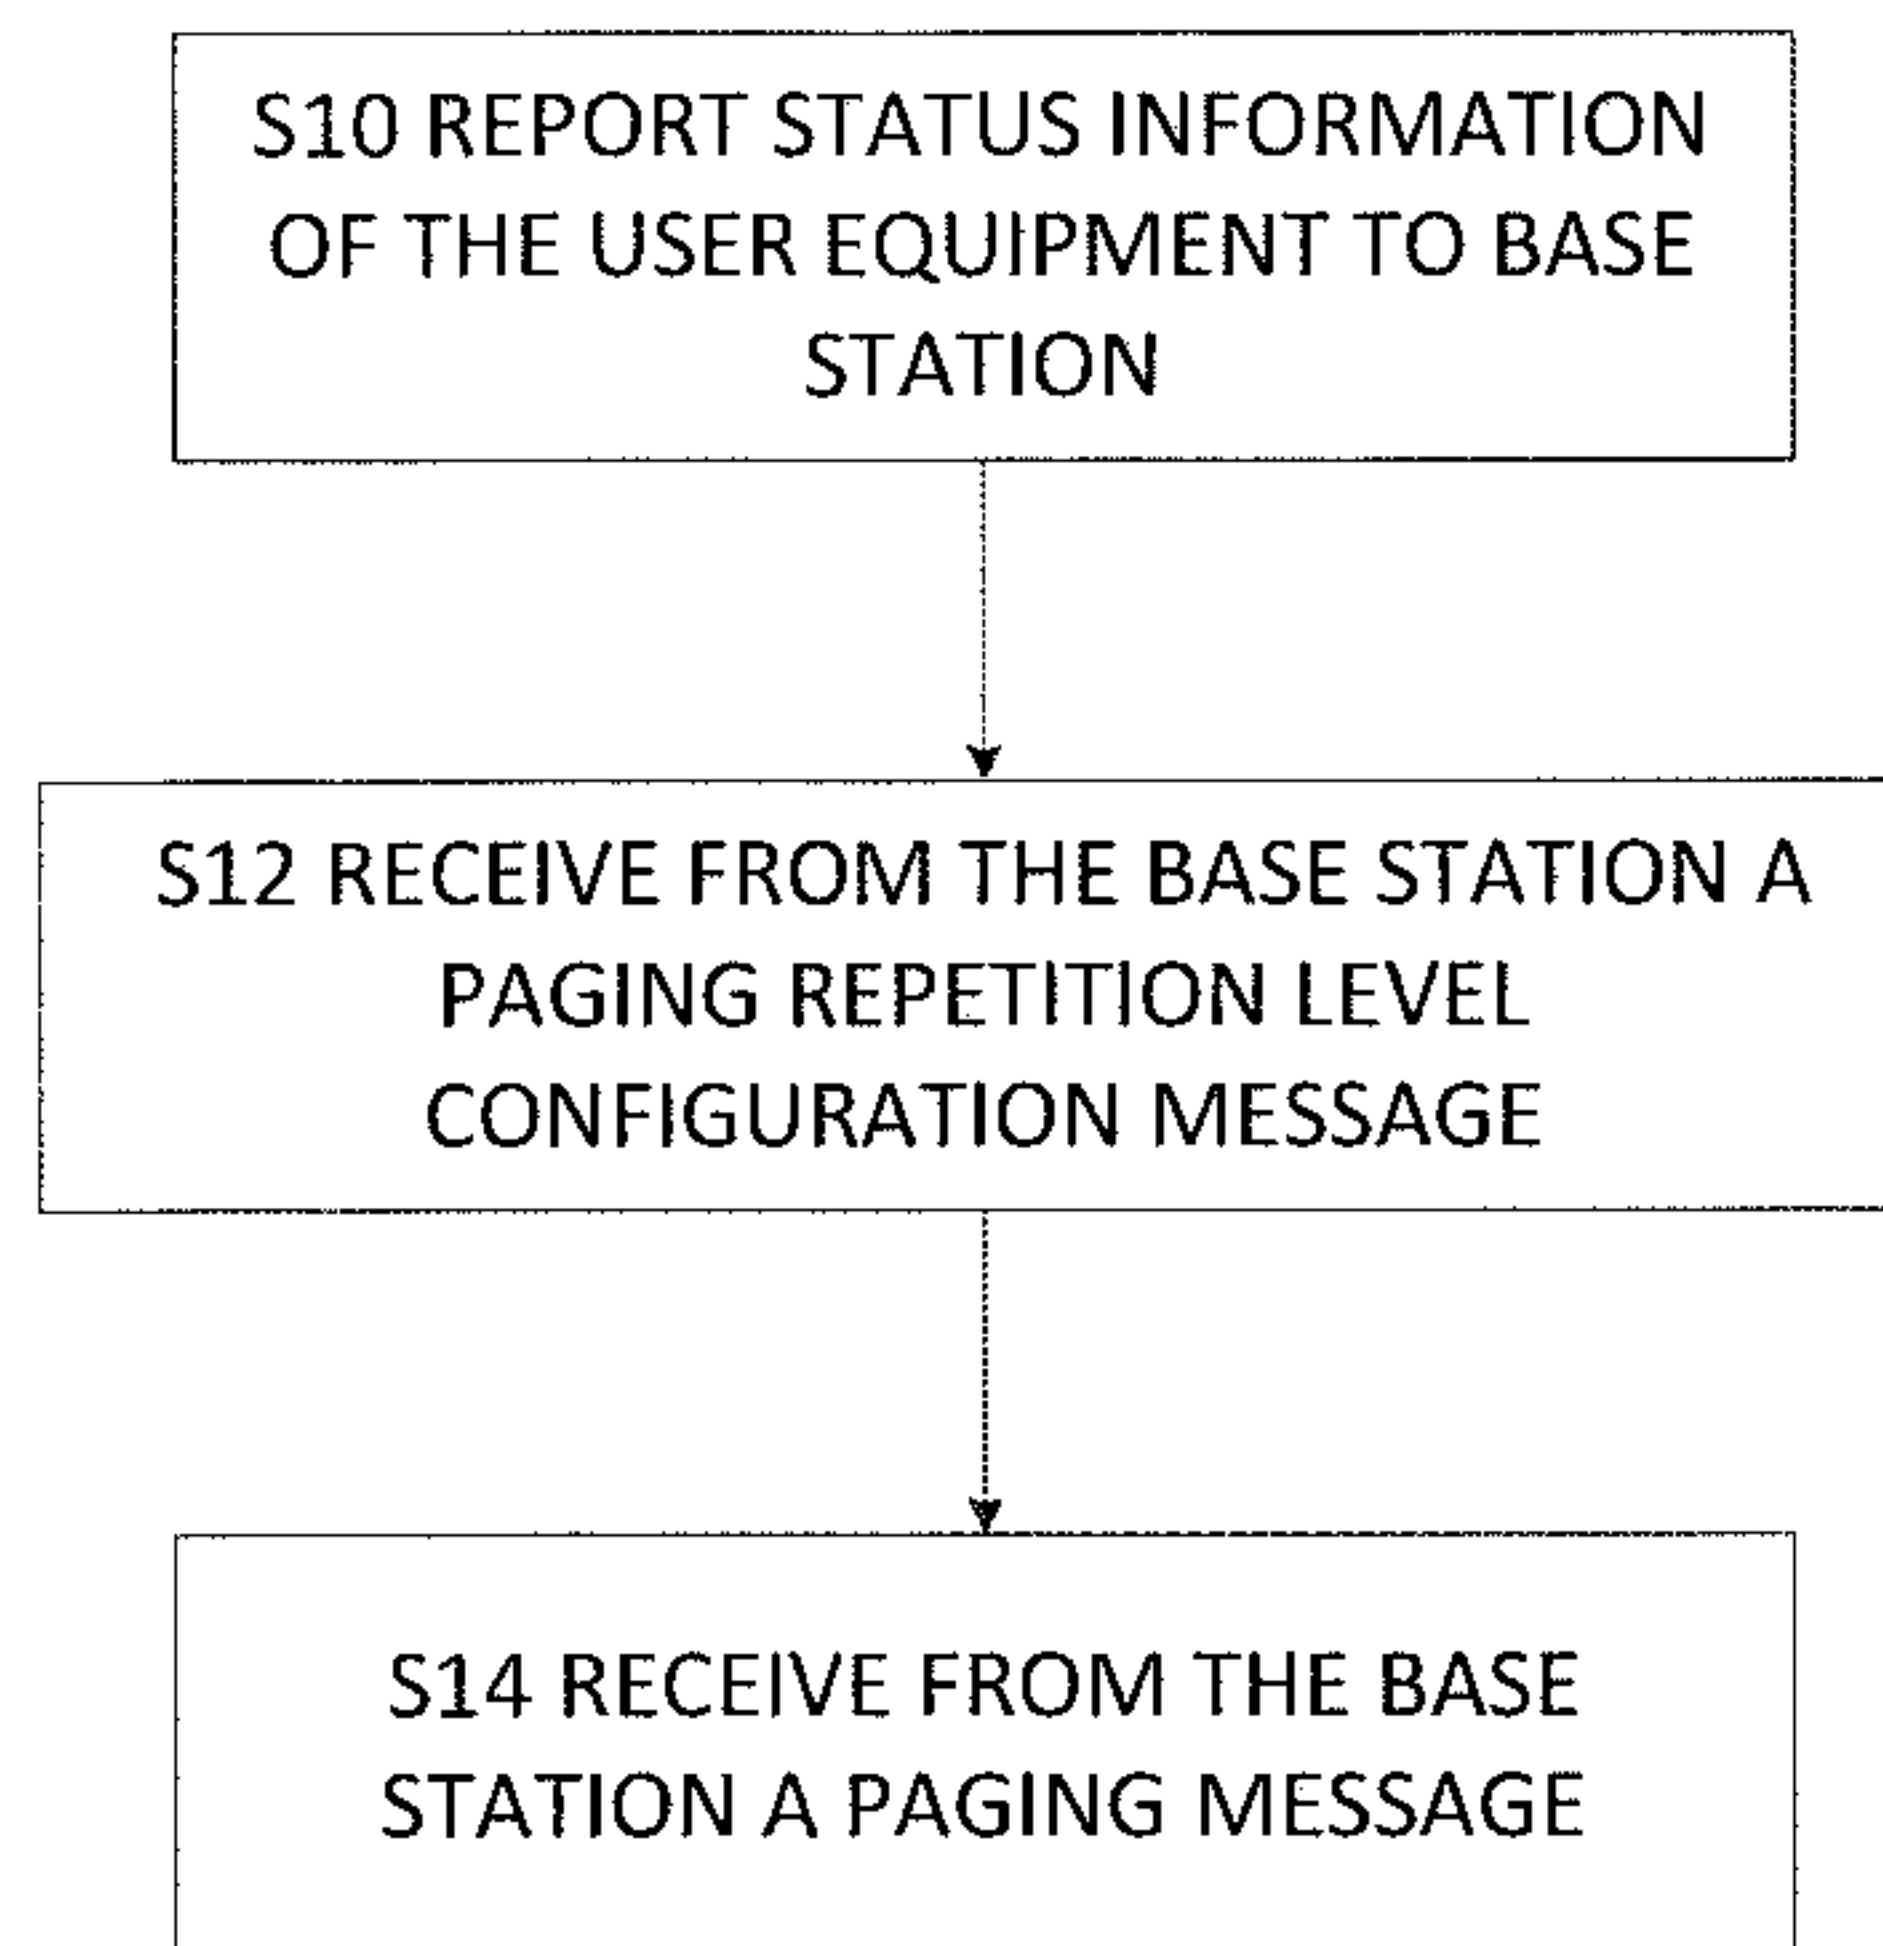 S10 REPORT STATUS INFORMATION
OF THE USER EQUIPMENT TO BASE
STATION
S12 RECEIVE FROM THE BASE STATION A
PAGING REPETITION LEVEL
CONFIGURATION MESSAGE
S14 RECEIVE FROM THE BASE
STATION A PAGING MESSAGE